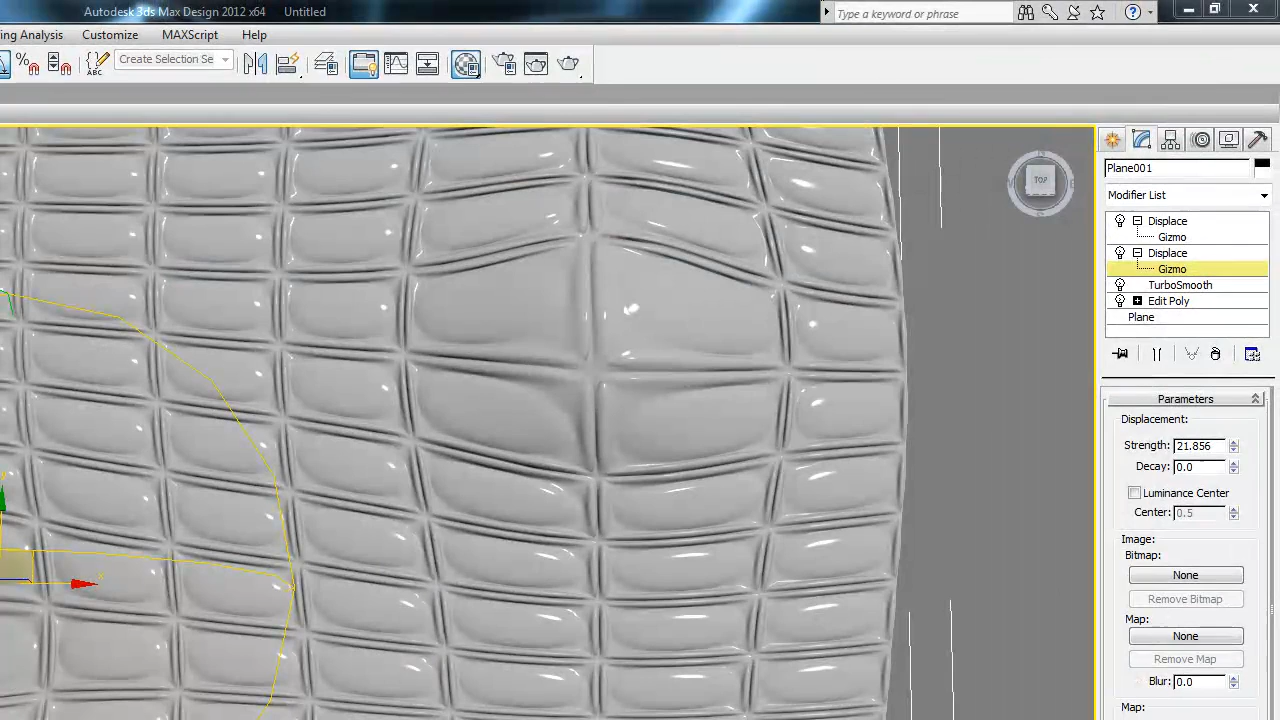 Autodesk 3ds Max Design 2012 x64 Untitled
Type a keyword or phrase
ing Analysis Customize MAXScript Help
ABC Create Selection Se
Plane001
TOP
Modifier List
Displace
Gizmo
Displace
Gizmo
TurboSmooth
Edit Poly
Plane
Parameters
Displacement:
Strength: 21.856
Decay: 0.0
Luminance Center
Center: 0.5
Image:
Bitmap:
None
Remove Bitmap
Map:
None
Remove Map
Blur: 0.0
Map:
x
y